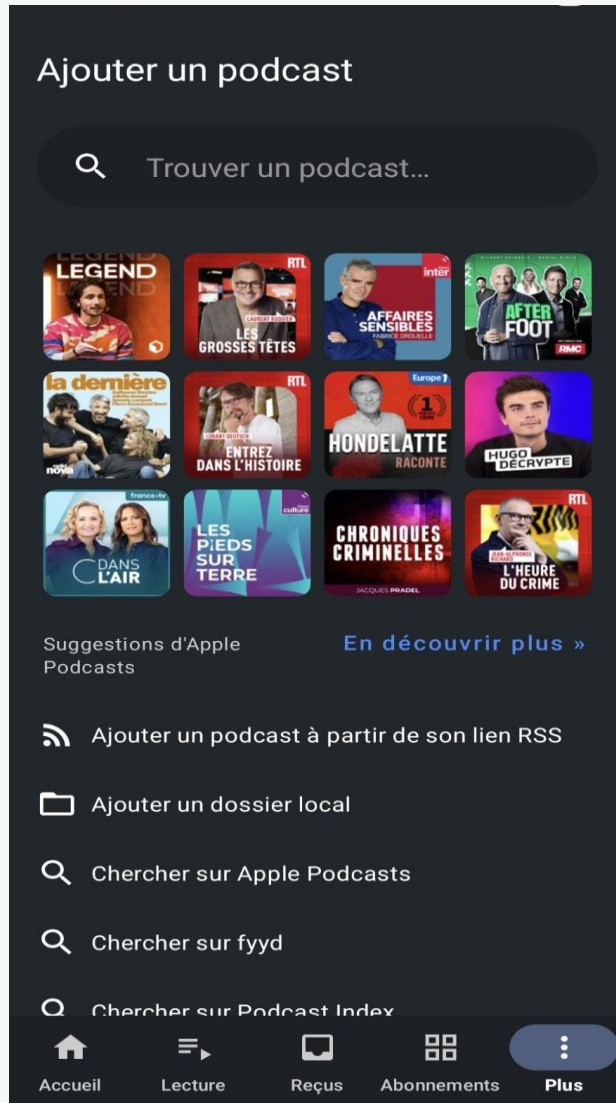 Ajouter un podcast
Trouver un podcast...
LEGEND
LEGEND
RTL
LAURENT RUQUIER
LES
GROSSES TÊTES
inter
AFFAIRES
SENSIBLES
FABRICE DROUELLE
AFTER
FOOT
RMC
la dernière
nova
RTL
LORÀNT DEUTSCH
ENTREZ
DANS L'HISTOIRE
Europe 1
1
HONDELATTE
RACONTE
HUGO
DÉCRYPTE
france•tv
C DANS
L'AIR
culture
LES
PIEDS
SUR
TERRE
CHRONIQUES
CRIMINELLES
JACQUES PRADEL
RTL
JEAN-ALPHONSE
RICHARD
L'HEURE
DU CRIME
Suggestions d'Apple
Podcasts
En découvrir plus »
Ajouter un podcast à partir de son lien RSS
Ajouter un dossier local
Chercher sur Apple Podcasts
Chercher sur fyyd
Chercher sur Podcast Index
Accueil
Lecture
Reçus
Abonnements
Plus